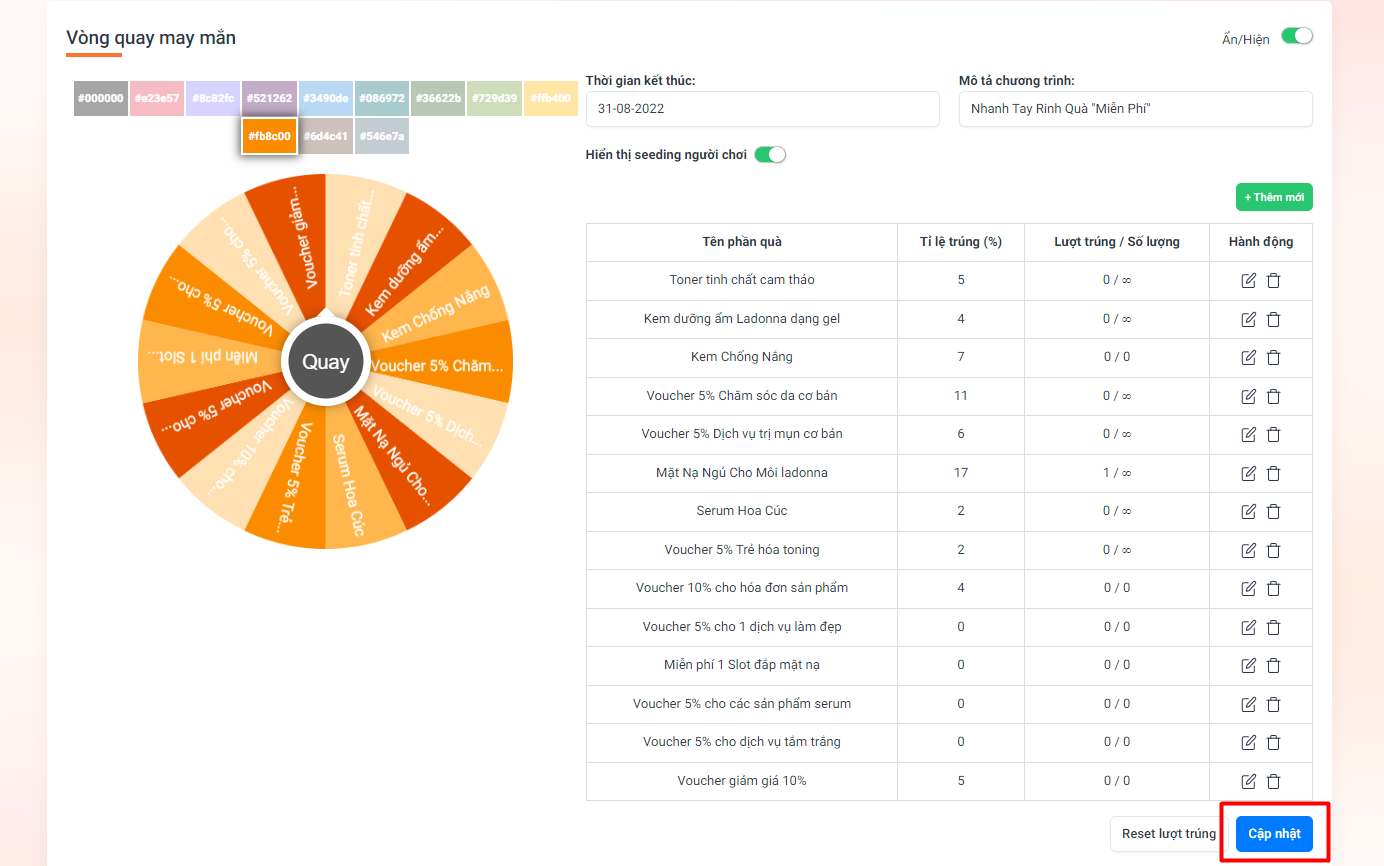 Vòng quay may mắn
Ẩn/Hiện
#000000 #e23e57 #8c82fc #521262 #3490de #086972 #36622b #729d39 #ffb400
#fb8c00 #6d4c41 #546e7a
Thời gian kết thúc:
31-08-2022
Mô tả chương trình:
Nhanh Tay Rinh Quà "Miễn Phí"
Hiển thị seeding người chơi
+ Thêm mới
Toner tinh chất...
Kem dưỡng ẩm...
Kem Chống Nắng
Voucher 5% Chăm...
Voucher 5% Dịch...
Mặt Nạ Ngủ Cho...
Serum Hoa Cúc
Voucher 5% Trẻ...
Voucher 10% cho...
Voucher 5% cho...
Miễn phí 1 Slot...
Voucher 5% cho...
Voucher 5% cho...
Voucher giảm...
Quay
Tên phần quà Tỉ lệ trúng (%) Lượt trúng / Số lượng Hành động
Toner tinh chất cam thảo 5 0 / ∞
Kem dưỡng ẩm Ladonna dạng gel 4 0 / ∞
Kem Chống Nắng 7 0 / 0
Voucher 5% Chăm sóc da cơ bản 11 0 / ∞
Voucher 5% Dịch vụ trị mụn cơ bản 6 0 / ∞
Mặt Nạ Ngủ Cho Môi ladonna 17 1 / ∞
Serum Hoa Cúc 2 0 / ∞
Voucher 5% Trẻ hóa toning 2 0 / ∞
Voucher 10% cho hóa đơn sản phẩm 4 0 / 0
Voucher 5% cho 1 dịch vụ làm đẹp 0 0 / 0
Miễn phí 1 Slot đắp mặt nạ 0 0 / 0
Voucher 5% cho các sản phẩm serum 0 0 / 0
Voucher 5% cho dịch vụ tắm trắng 0 0 / 0
Voucher giảm giá 10% 5 0 / 0
Reset lượt trúng Cập nhật